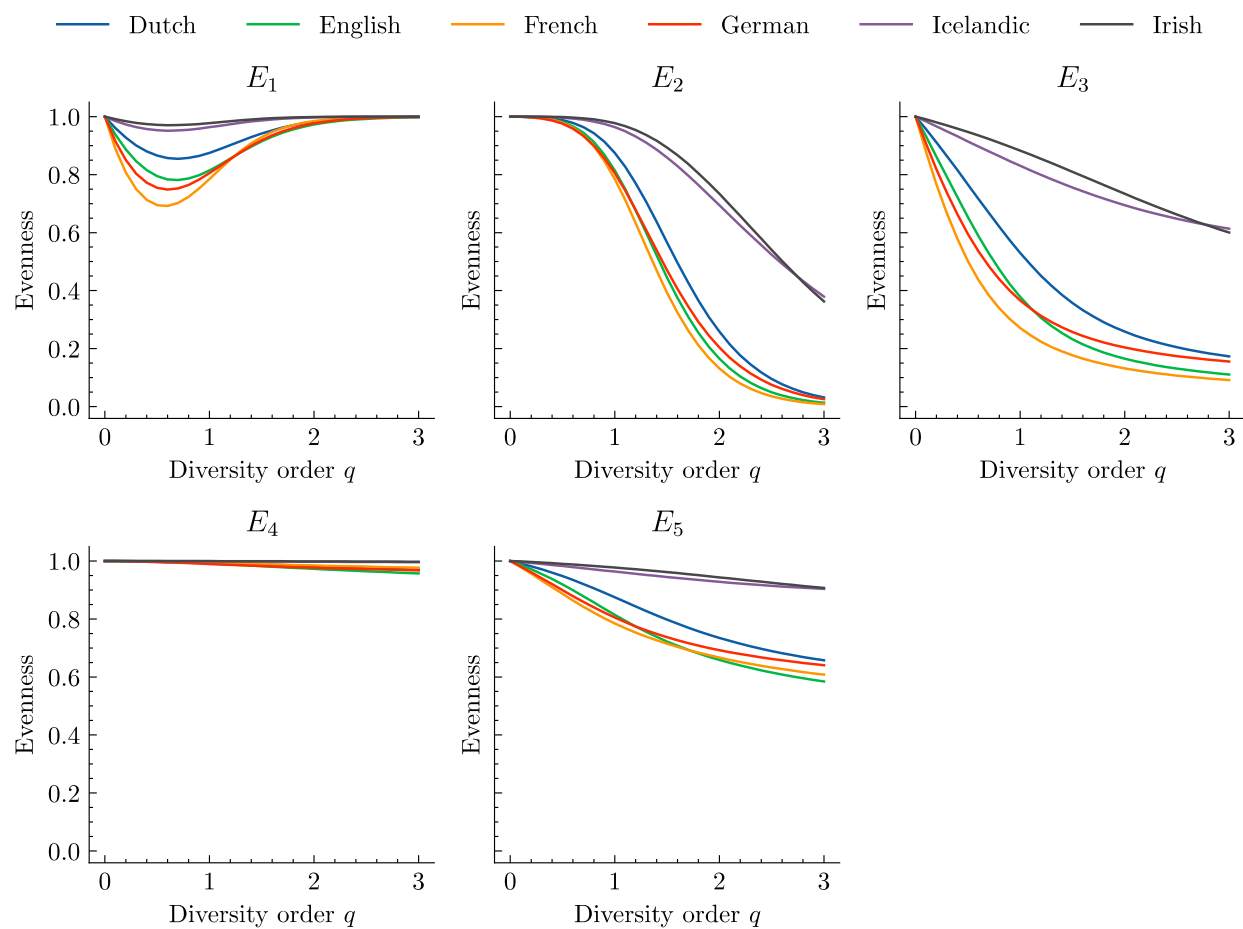 Dutch English French German Icelandic Irish
E₁ E₂ E₃
Evenness
1.0
0.8
0.6
0.4
0.2
0.0
0 1 2 3
Diversity order q
Evenness
0 1 2 3
Diversity order q
Evenness
0 1 2 3
Diversity order q
E₄ E₅
Evenness
1.0
0.8
0.6
0.4
0.2
0.0
0 1 2 3
Diversity order q
Evenness
0 1 2 3
Diversity order q